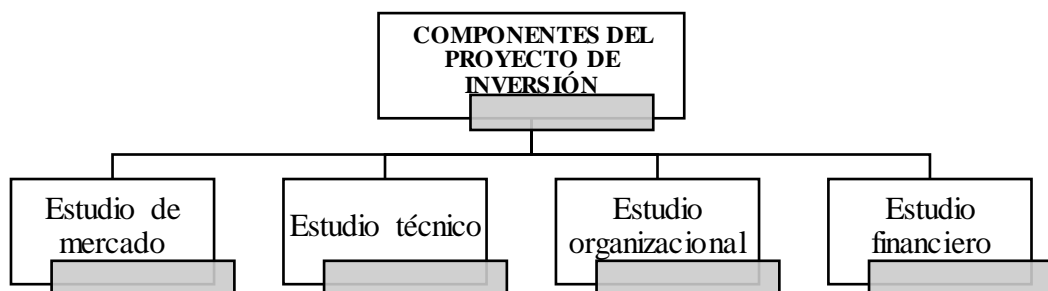 COMPONENTES DEL
PROYECTO DE
INVERSIÓN
Estudio de
mercado
Estudio técnico
Estudio
organizacional
Estudio
financiero